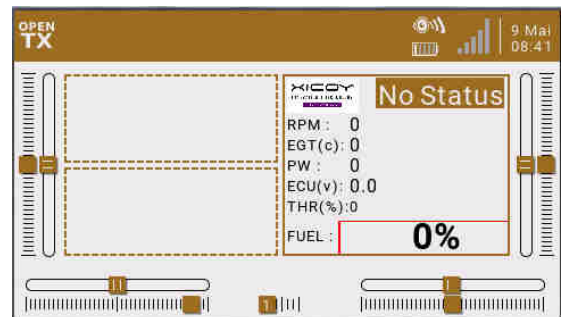 OPEN
TX
9 Mai
08:41
XICOY
No Status
RPM : 0
EGT(c): 0
PW : 0
ECU(v): 0.0
THR(%):0
FUEL : 0%
1